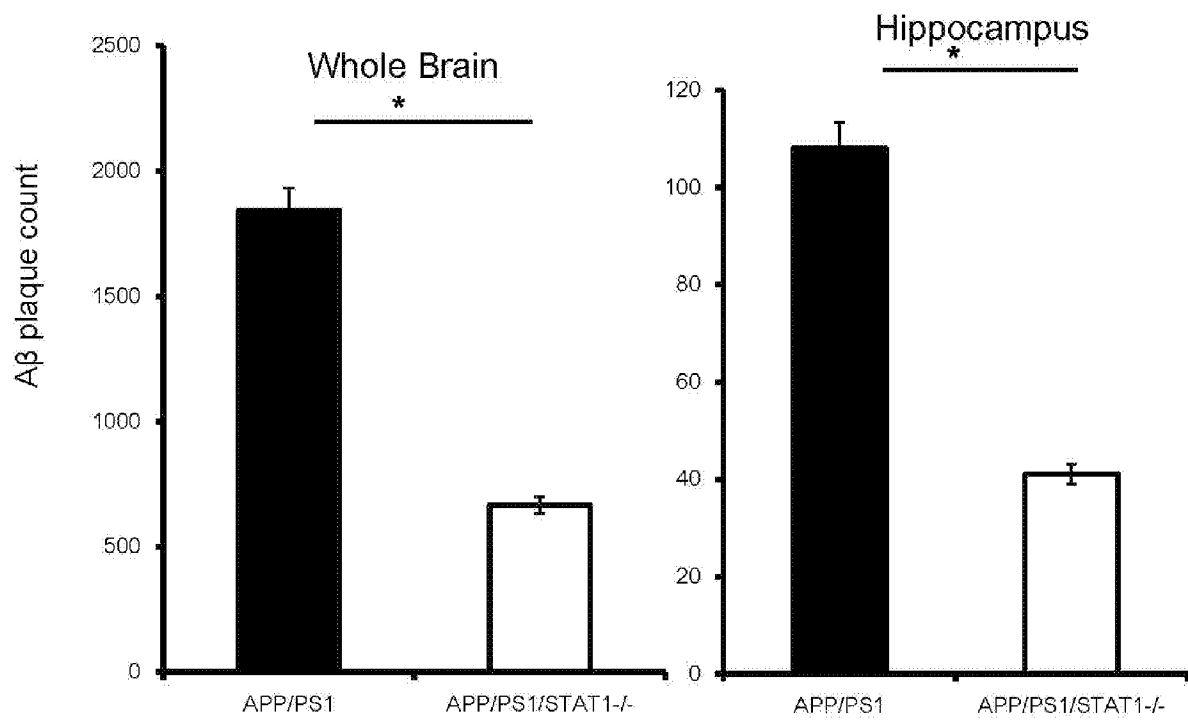 Whole Brain
*
Aβ plaque count
2500
2000
1500
1000
500
0
APP/PS1
APP/PS1/STAT1-/-
Hippocampus
*
120
100
80
60
40
20
0
APP/PS1
APP/PS1/STAT1-/-